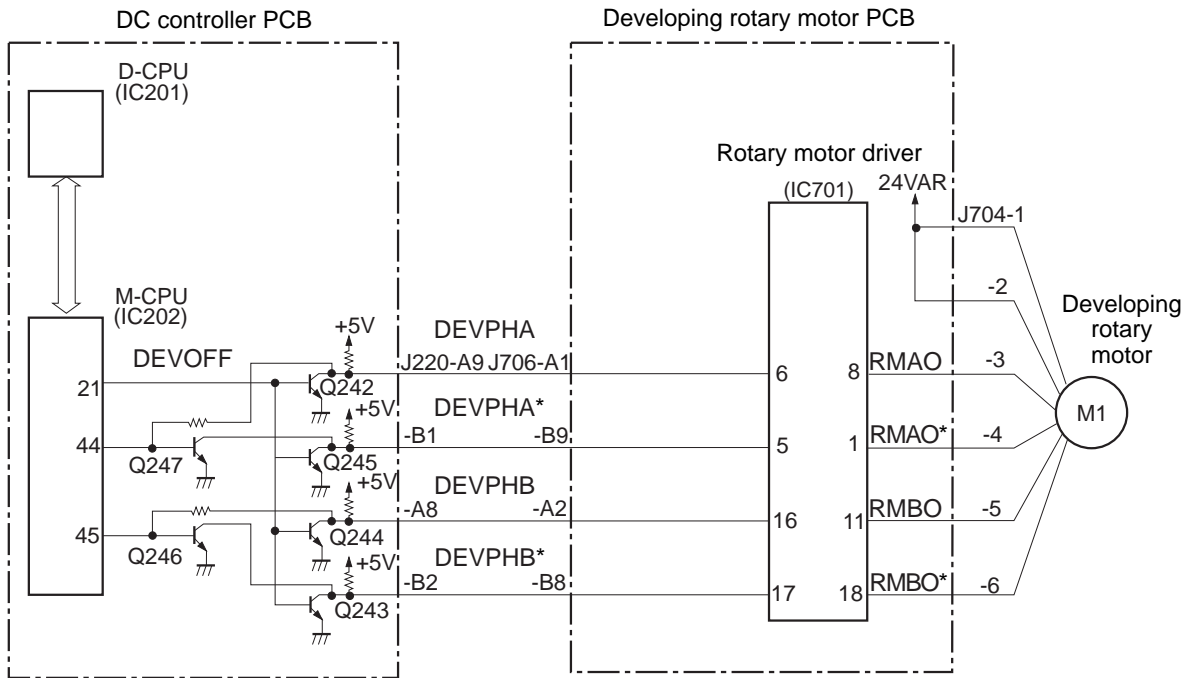 DC controller PCB
Developing rotary motor PCB
D-CPU
(IC201)
Rotary motor driver
(IC701)
24VAR
J704-1
-2
Developing
rotary
motor
M-CPU
(IC202)
+5V
DEVPHA
DEVOFF
J220-A9 J706-A1
21
Q242
6
8
RMAO
-3
M1
+5V
DEVPHA*
-B1
-B9
44
Q247
Q245
5
1
RMAO*
-4
+5V
DEVPHB
-A8
-A2
45
Q246
Q244
16
11
RMBO
-5
+5V
DEVPHB*
-B2
-B8
Q243
17
18
RMBO*
-6